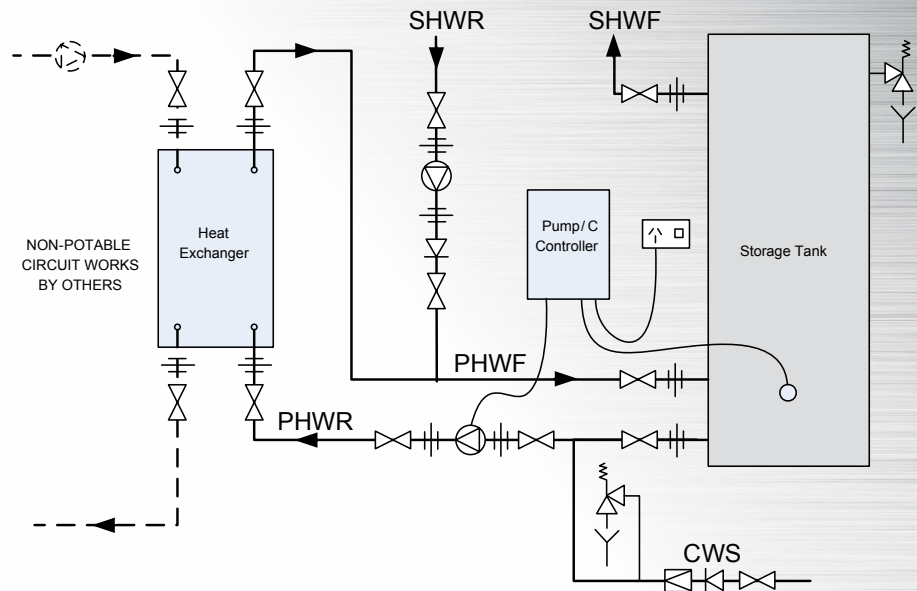 SHWR
SHWF
Heat
Exchanger
NON-POTABLE
CIRCUIT WORKS
BY OTHERS
Pump/ C
Controller
Storage Tank
PHWF
PHWR
CWS